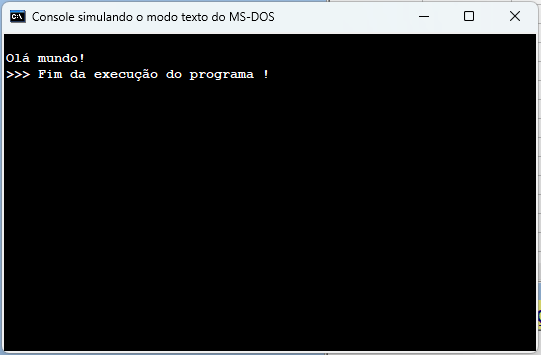 Console simulando o modo texto do MS-DOS
Olá mundo!
>>> Fim da execução do programa !